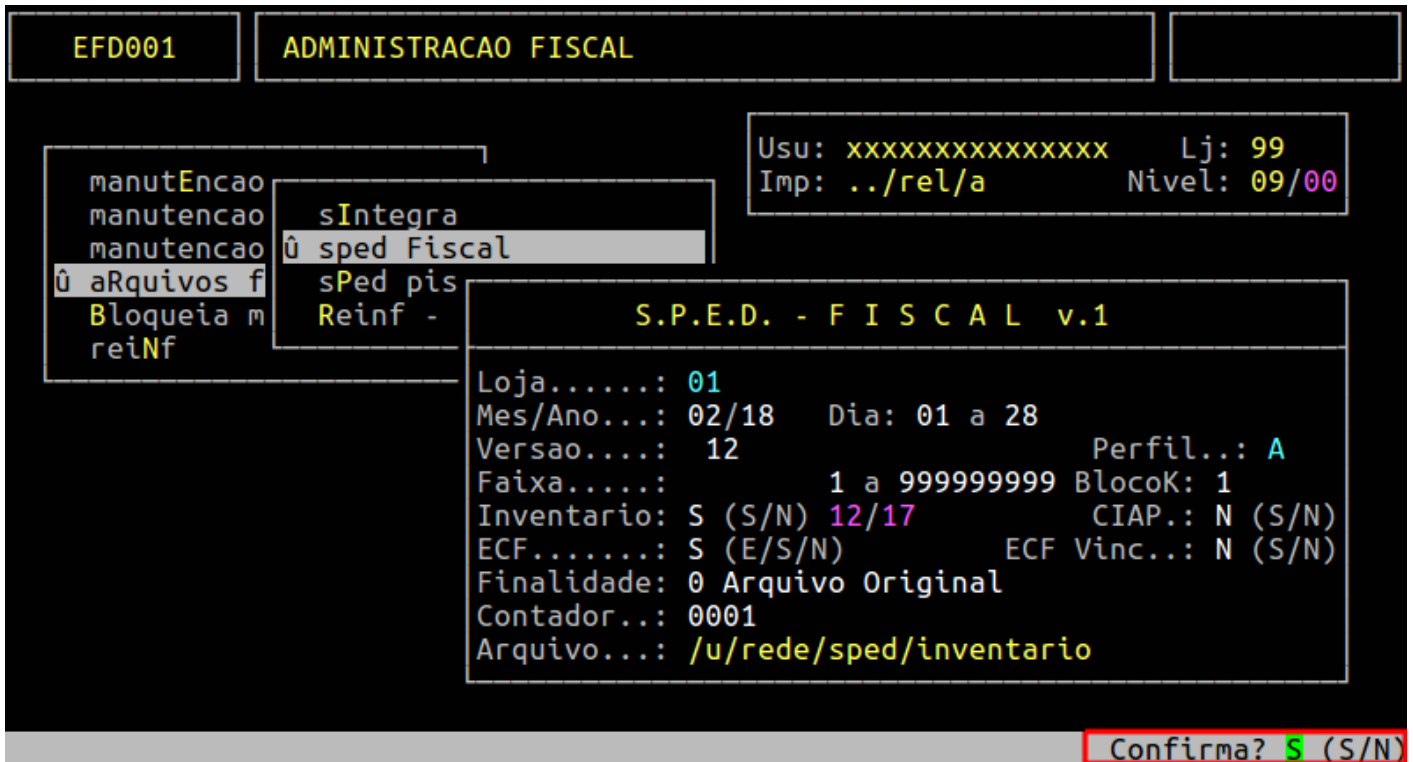 EFD001 ADMINISTRACAO FISCAL
Usu: xxxxxxxxxxxxxxx Lj: 99
Imp: ../rel/a Nivel: 09/00
manutEncao
manutencao
manutencao
û aRquivos f
Bloqueia m
reiNf
sIntegra
û sped Fiscal
sPed pis
Reinf -
S.P.E.D. - F I S C A L v.1
Loja......: 01
Mes/Ano...: 02/18 Dia: 01 a 28
Versao....: 12 Perfil..: A
Faixa.....: 1 a 999999999 BlocoK: 1
Inventario: S (S/N) 12/17 CIAP.: N (S/N)
ECF.......: S (E/S/N) ECF Vinc..: N (S/N)
Finalidade: 0 Arquivo Original
Contador..: 0001
Arquivo...: /u/rede/sped/inventario
Confirma? S (S/N)